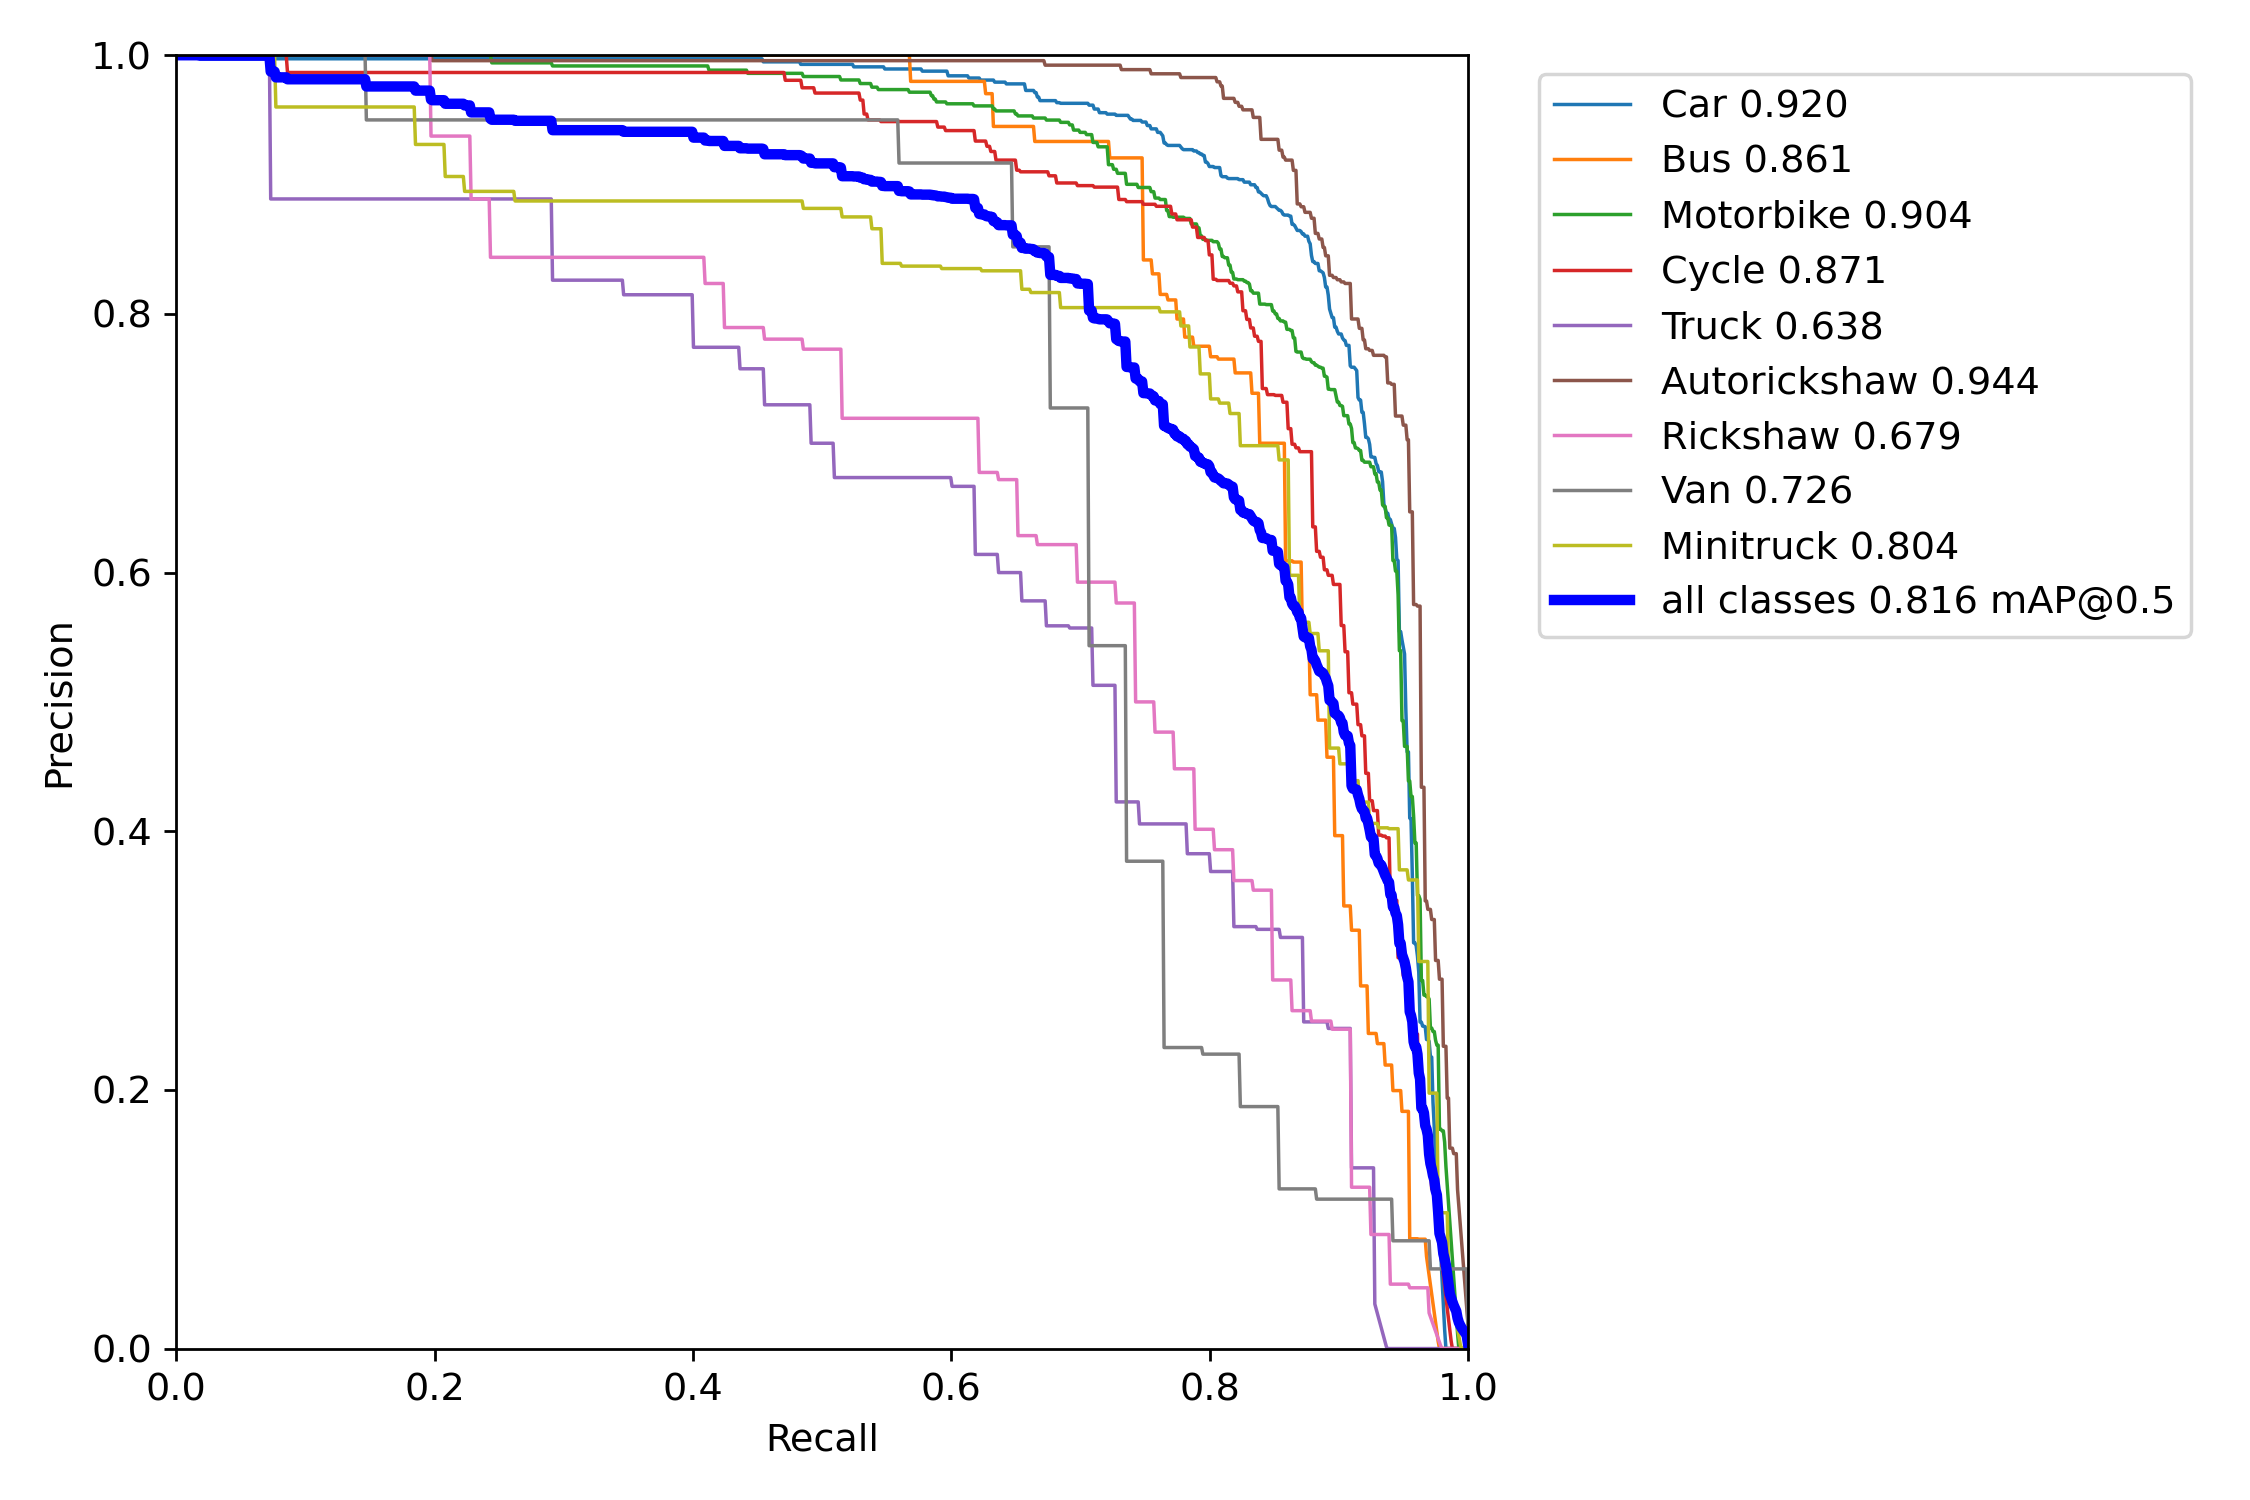 1.0
0.8
0.6
0.4
0.2
0.0
Precision
0.0 0.2 0.4 0.6 0.8 1.0
Recall
Car 0.920
Bus 0.861
Motorbike 0.904
Cycle 0.871
Truck 0.638
Autorickshaw 0.944
Rickshaw 0.679
Van 0.726
Minitruck 0.804
all classes 0.816 mAP@0.5